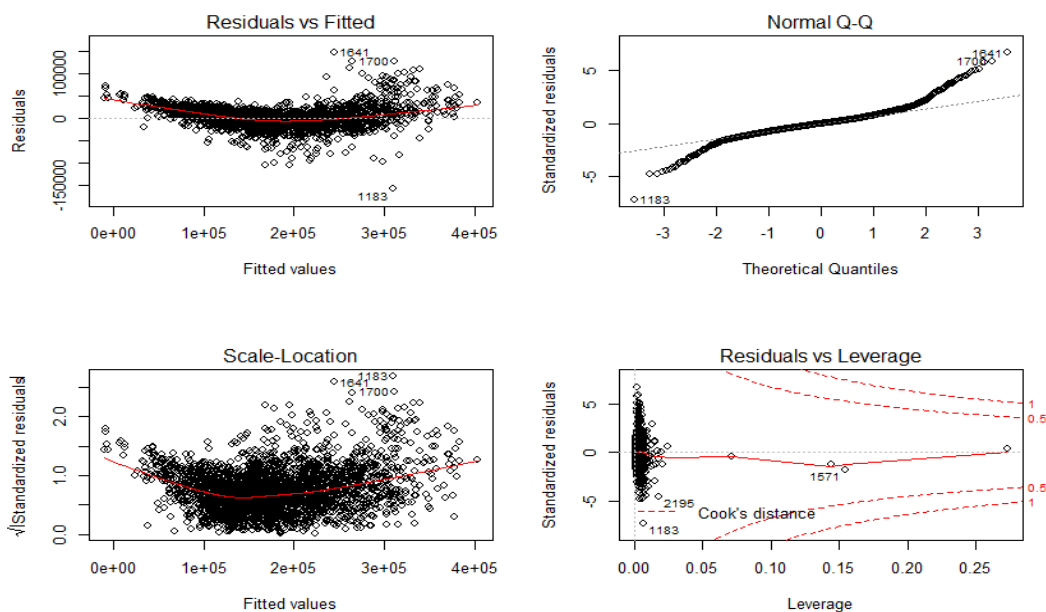 Residuals vs Fitted
Residuals
-150000 0 100000
1641
1700
1183
0e+00 1e+05 2e+05 3e+05 4e+05
Fitted values
Normal Q-Q
Standardized residuals
-5 0 5
1641
1700
1183
-3 -2 -1 0 1 2 3
Theoretical Quantiles
Scale-Location
√|Standardized residuals|
0.0 1.0 2.0
1183
1641
1700
0e+00 1e+05 2e+05 3e+05 4e+05
Fitted values
Residuals vs Leverage
Standardized residuals
-5 0 5
1
0.5
1571
0.5
2195
1
Cook's distance
1183
0.00 0.05 0.10 0.15 0.20 0.25
Leverage